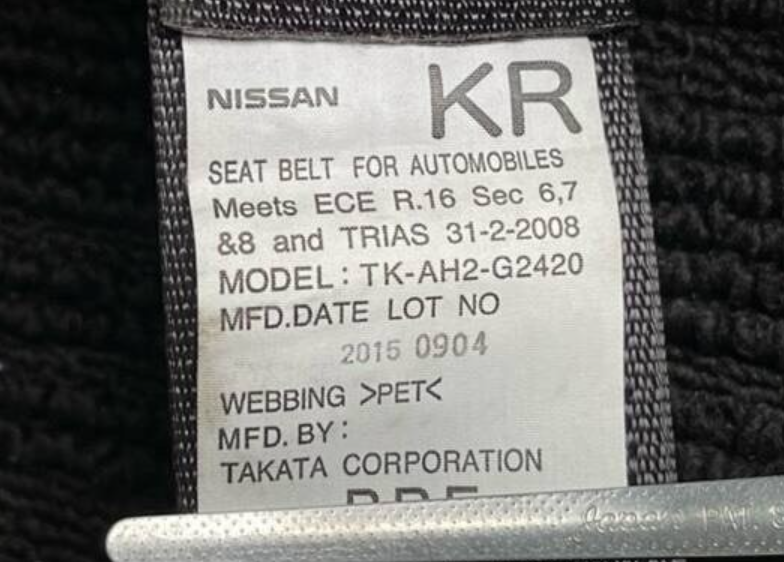 NISSAN KR
SEAT BELT FOR AUTOMOBILES
Meets ECE R.16 Sec 6,7
&8 and TRIAS 31-2-2008
MODEL : TK-AH2-G2420
MFD.DATE LOT NO
2015 0904
WEBBING >PET<
MFD. BY :
TAKATA CORPORATION